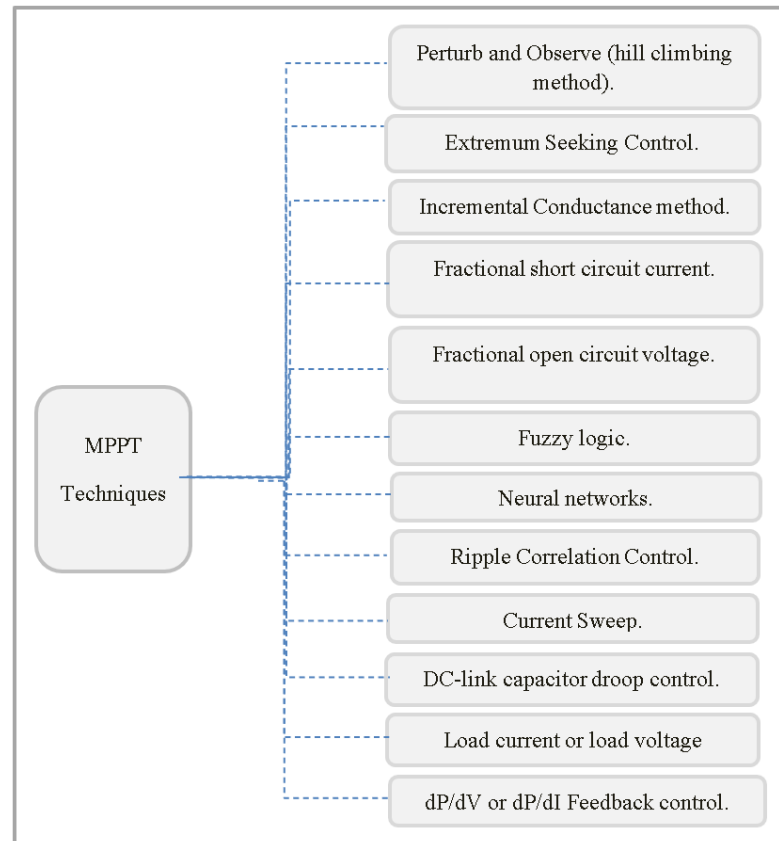 Perturb and Observe (hill climbing
method).
Extremum Seeking Control.
Incremental Conductance method.
Fractional short circuit current.
Fractional open circuit voltage.
MPPT
Techniques
Fuzzy logic.
Neural networks.
Ripple Correlation Control.
Current Sweep.
DC-link capacitor droop control.
Load current or load voltage
dP/dV or dP/dI Feedback control.